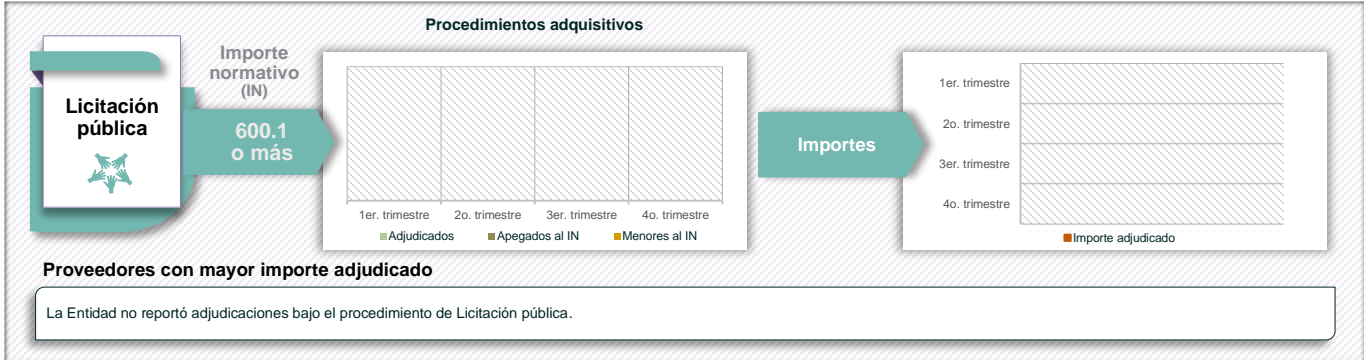 Procedimientos adquisitivos
Licitación
pública
Importe
normativo
(IN)
600.1
o más
1er. trimestre 2o. trimestre 3er. trimestre 4o. trimestre
Adjudicados Apegados al IN Menores al IN
Importes
1er. trimestre
2o. trimestre
3er. trimestre
4o. trimestre
Importe adjudicado
Proveedores con mayor importe adjudicado
La Entidad no reportó adjudicaciones bajo el procedimiento de Licitación pública.